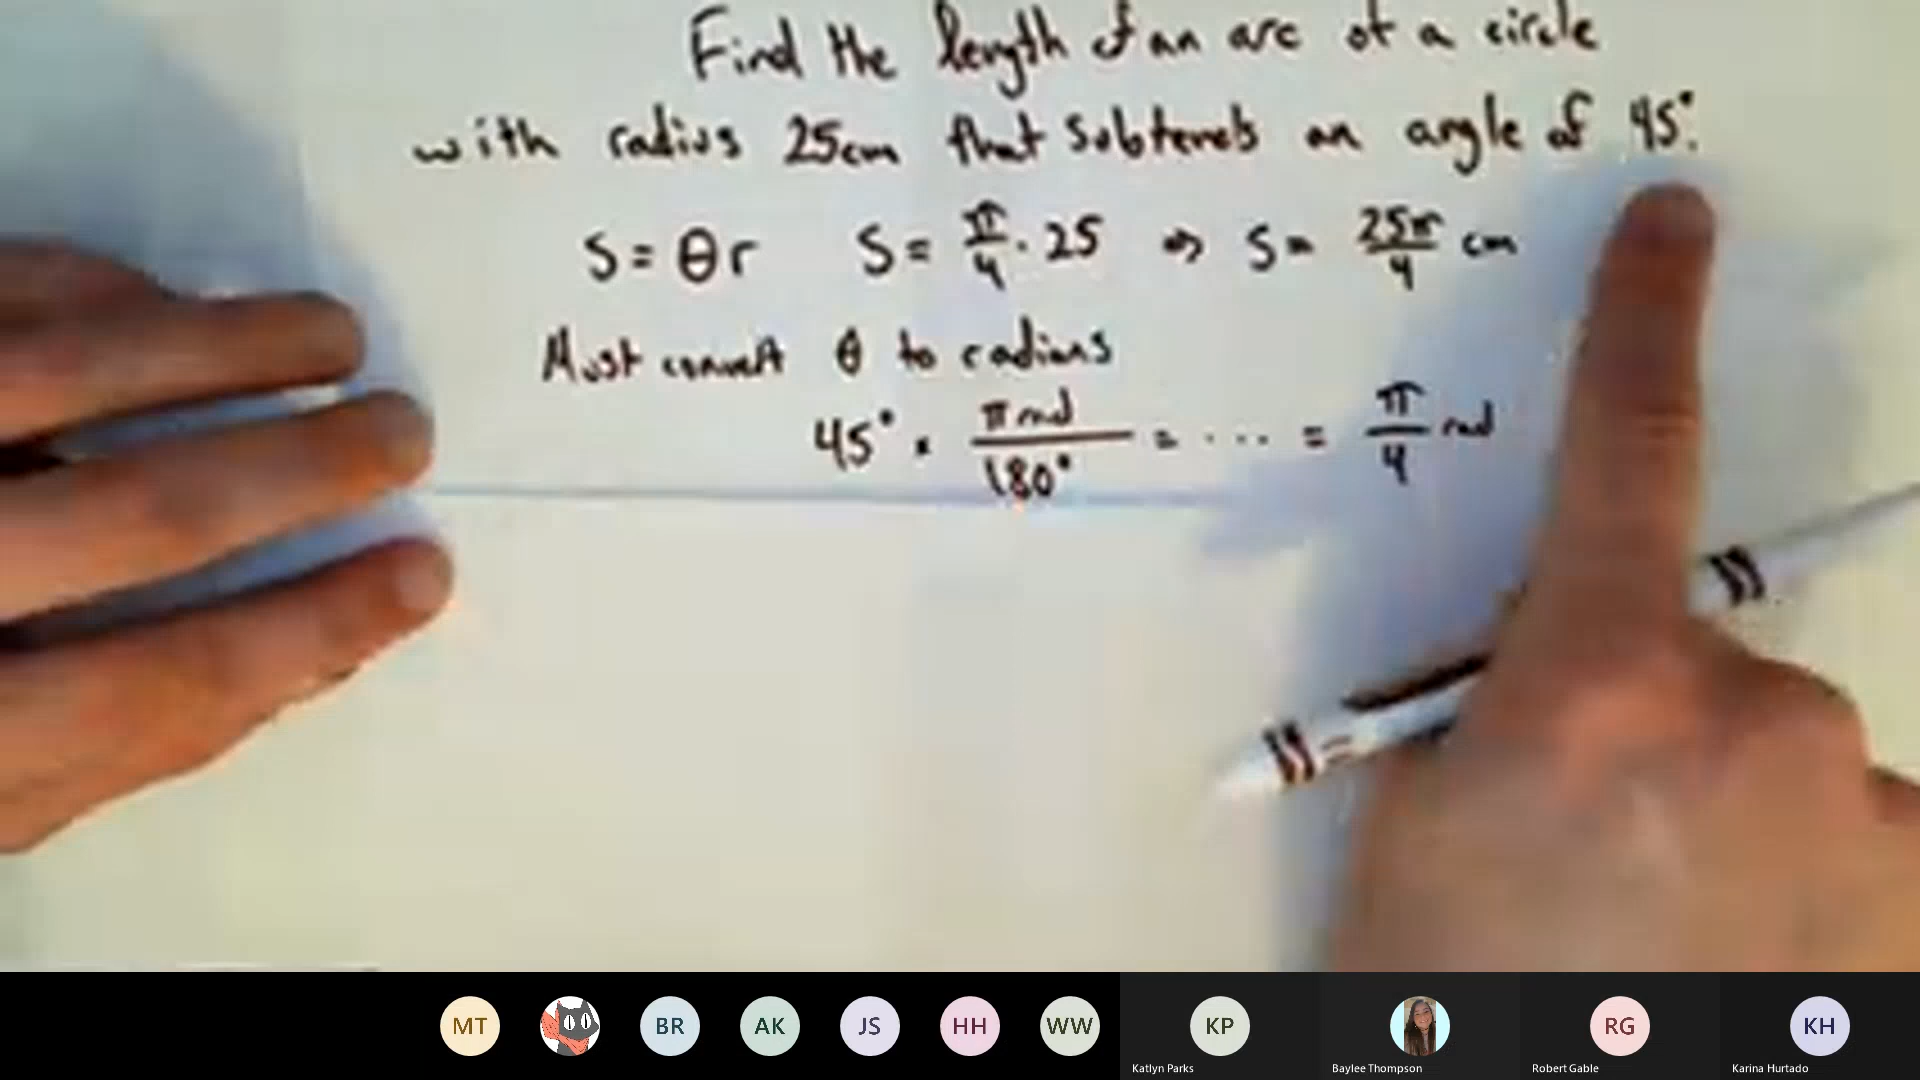 Find the length of an arc of a circle
with radius 25cm that subtends an angle of 45°.
S = θr S = π/4 · 25 ⇒ S = 25π/4 cm
Must convert θ to radians
45° · π rad/180° = ... = π/4 rad
MT BR AK JS HH WW KP RG KH
Katlyn Parks Baylee Thompson Robert Gable Karina Hurtado